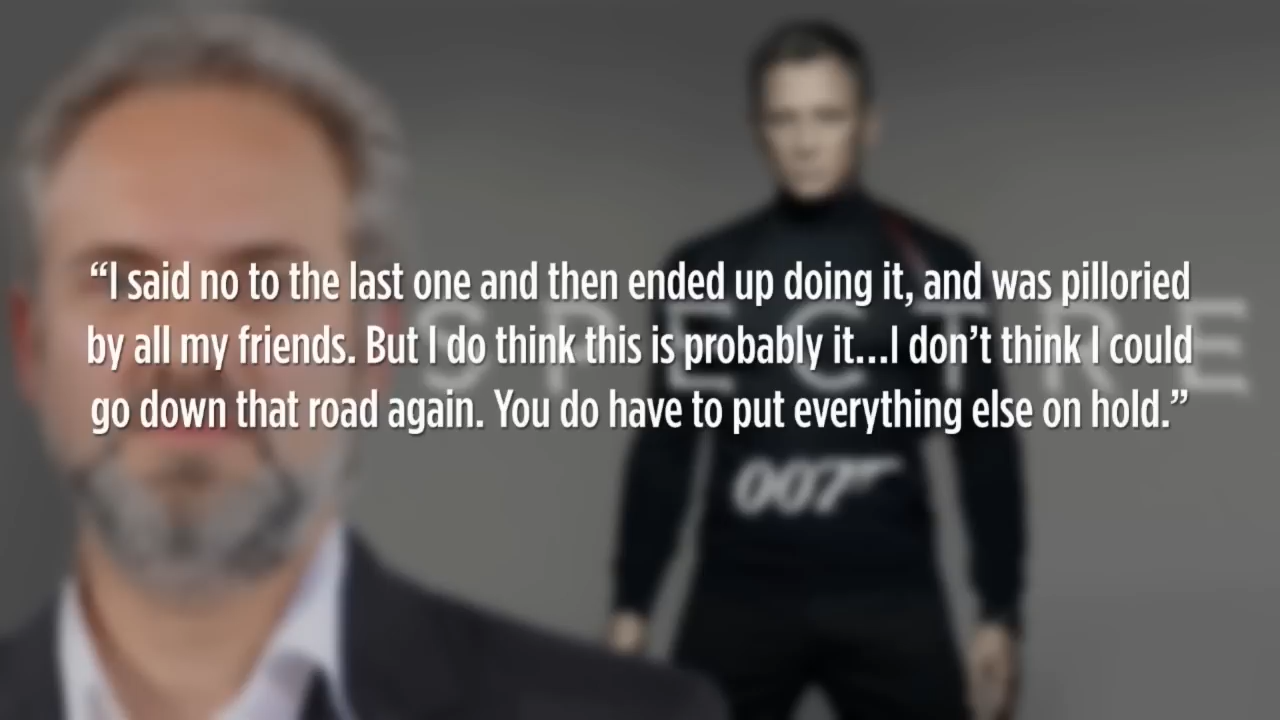 “I said no to the last one and then ended up doing it, and was pilloried
by all my friends. But I do think this is probably it...I don’t think I could
go down that road again. You do have to put everything else on hold.”
SPECTRE
007